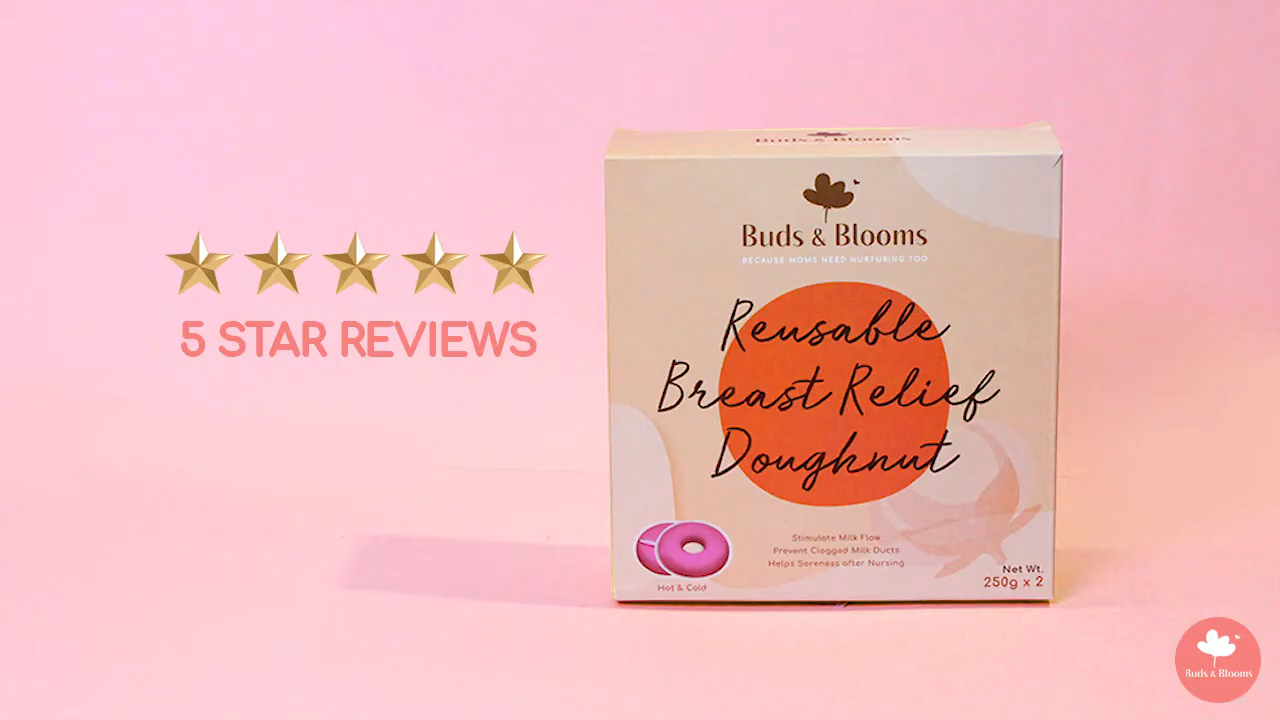 5 STAR REVIEWS
Buds & Blooms
Buds & Blooms
BECAUSE MOMS NEED NURTURING TOO
Reusable
Breast Relief
Doughnut
Stimulate Milk Flow
Prevent Clogged Milk Ducts
Helps Soreness after Nursing
Hot & Cold
Net Wt.
250g x 2
Buds & Blooms